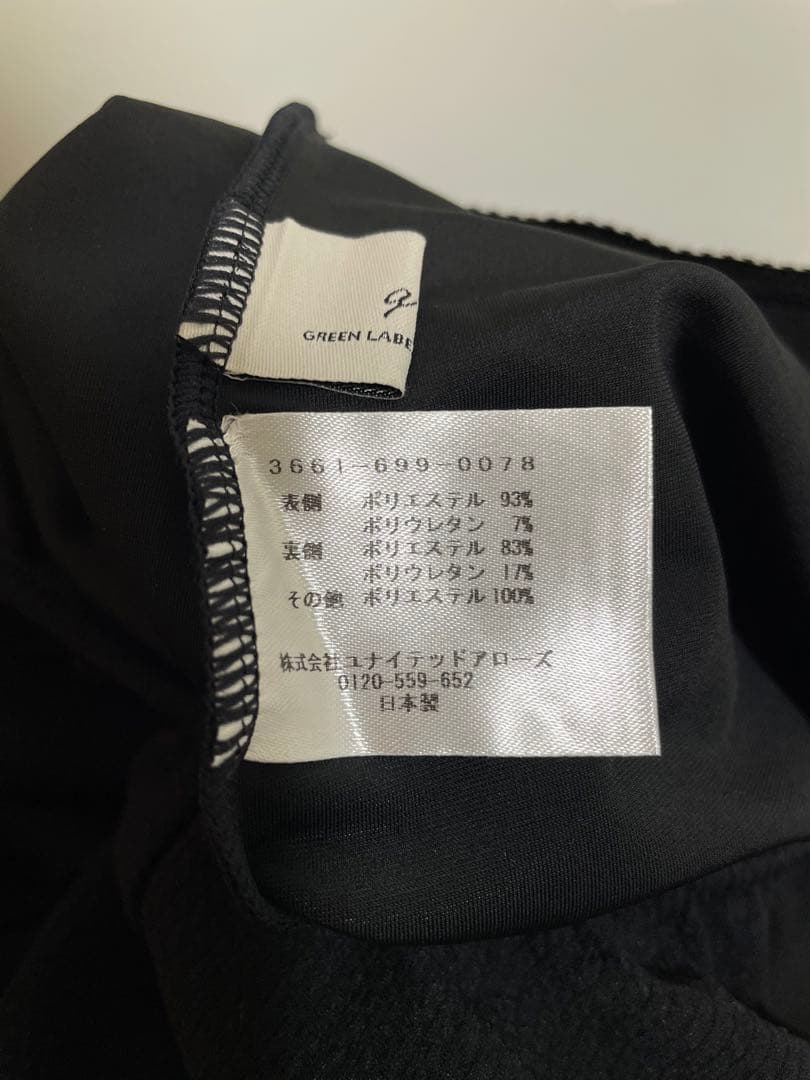 GREEN LABE
3661-699-0078
表側 ポリエステル 93%
ポリウレタン 7%
裏側 ポリエステル 83%
ポリウレタン 17%
その他 ポリエステル 100%
株式会社ユナイテッドアローズ
0120-559-652
日本製